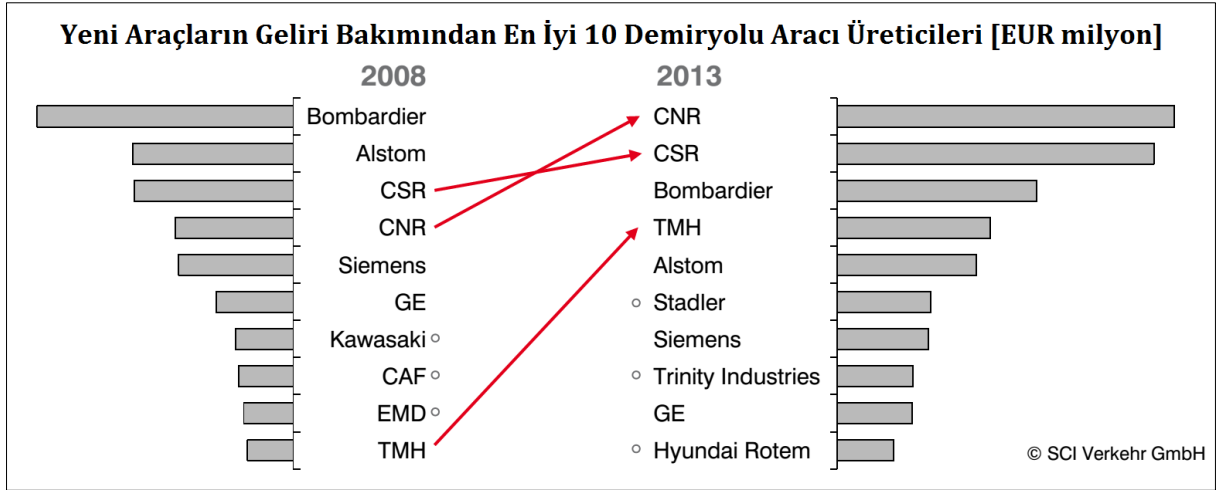 Yeni Araçların Geliri Bakımından En İyi 10 Demiryolu Aracı Üreticileri [EUR milyon]
2008
2013
Bombardier
CNR
Alstom
CSR
CSR
Bombardier
CNR
TMH
Siemens
Alstom
GE
Stadler
Kawasaki
Siemens
CAF
Trinity Industries
EMD
GE
TMH
Hyundai Rotem
© SCI Verkehr GmbH